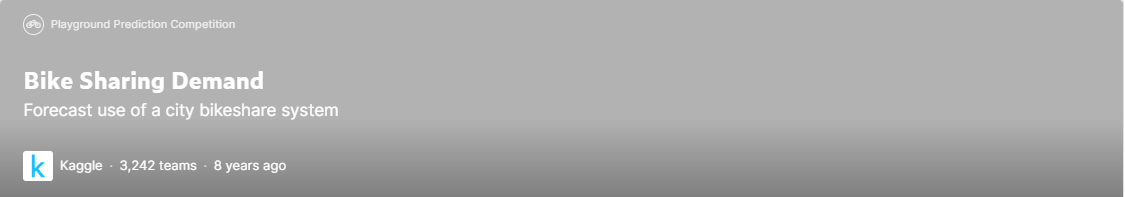 Playground Prediction Competition
Bike Sharing Demand
Forecast use of a city bikeshare system
k Kaggle · 3,242 teams · 8 years ago